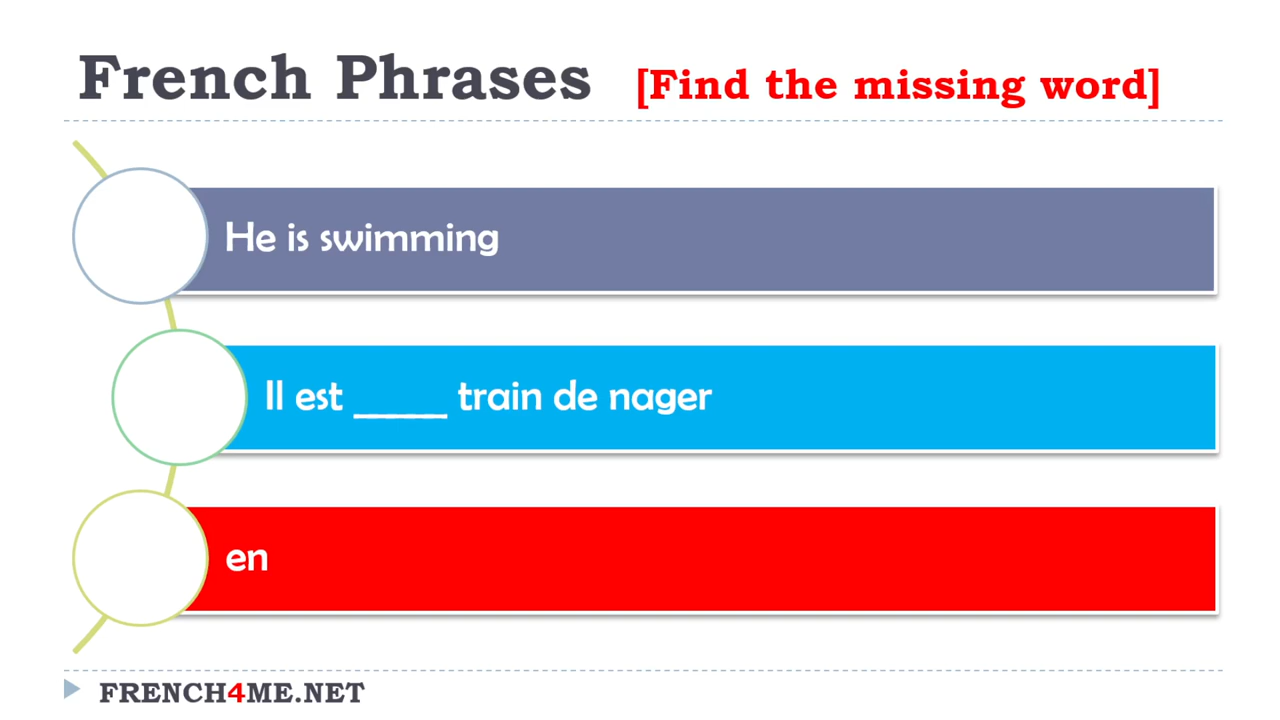 French Phrases [Find the missing word]
He is swimming
Il est _____ train de nager
en
FRENCH4ME.NET